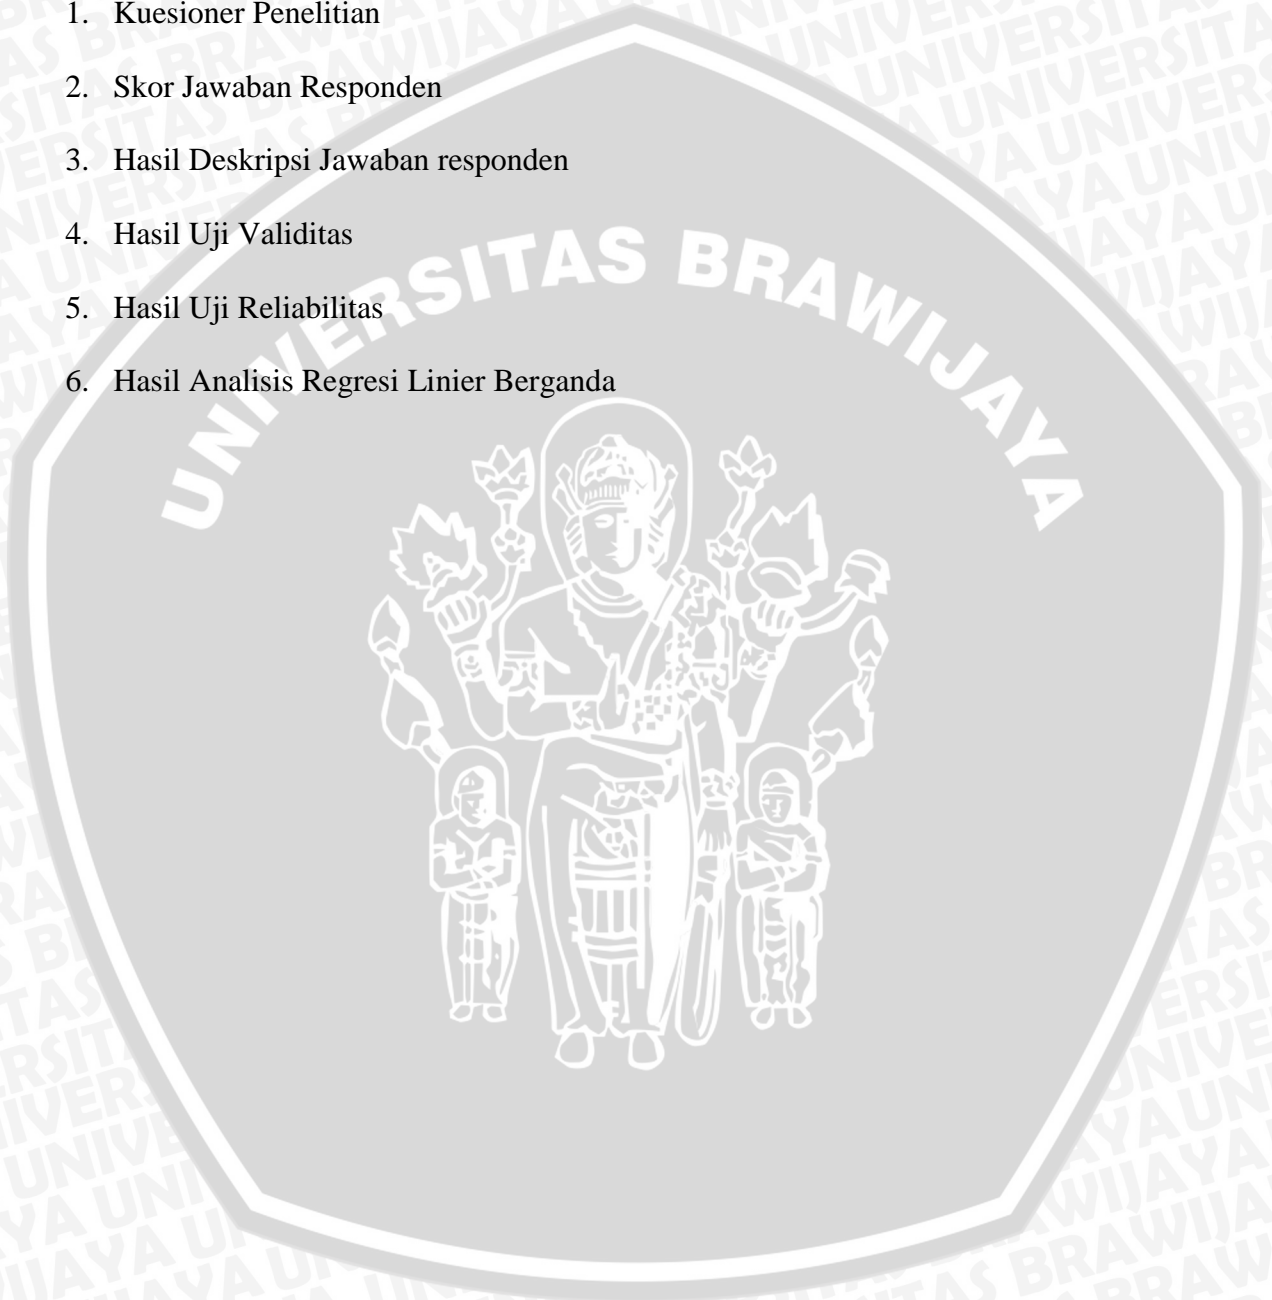 1. Kuesioner Penelitian
2. Skor Jawaban Responden
3. Hasil Deskripsi Jawaban responden
4. Hasil Uji Validitas
5. Hasil Uji Reliabilitas
6. Hasil Analisis Regresi Linier Berganda
UNIVERSITAS BRAWIJAYA